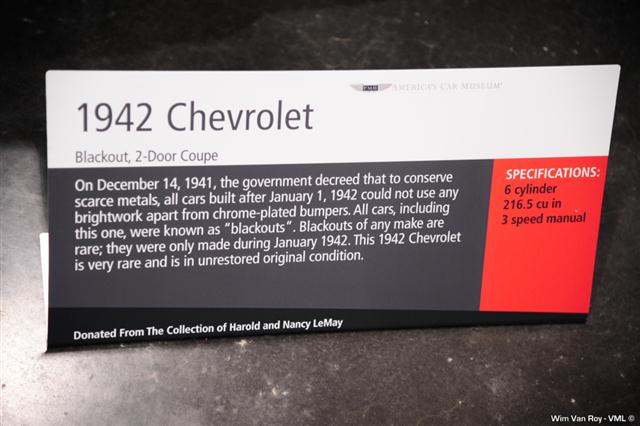 AMERICA'S CAR MUSEUM
1942 Chevrolet
Blackout, 2-Door Coupe
On December 14, 1941, the government decreed that to conserve
scarce metals, all cars built after January 1, 1942 could not use any
brightwork apart from chrome-plated bumpers. All cars, including
this one, were known as "blackouts". Blackouts of any make are
rare; they were only made during January 1942. This 1942 Chevrolet
is very rare and is in unrestored original condition.
SPECIFICATIONS:
6 cylinder
216.5 cu in
3 speed manual
Donated From The Collection of Harold and Nancy LeMay
Wim Van Roy - VML ©